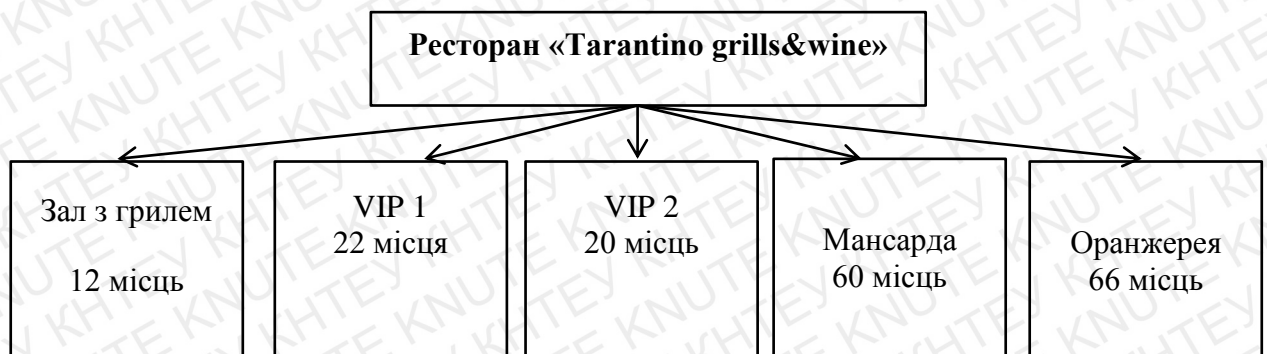 Ресторан «Tarantino grills&wine»
Зал з грилем
12 місць
VIP 1
22 місця
VIP 2
20 місць
Мансарда
60 місць
Оранжерея
66 місць